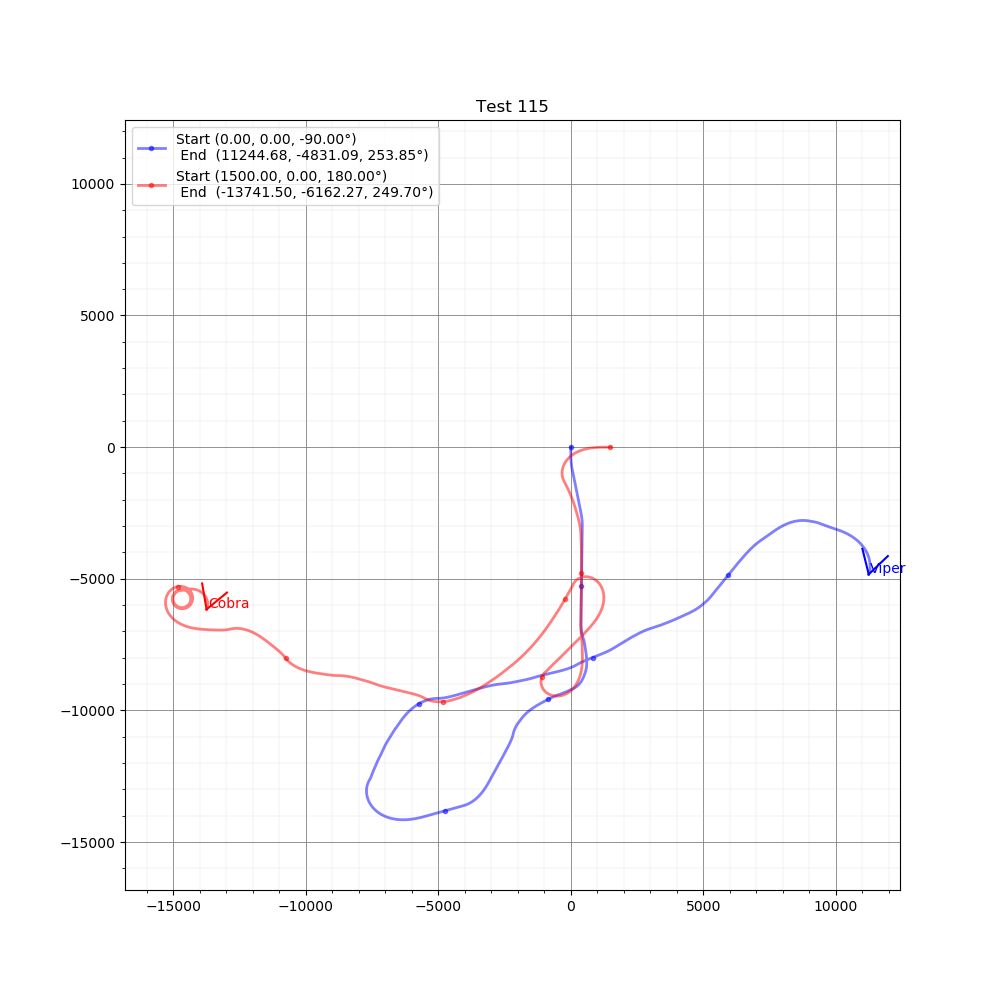 Test 115
Start (0.00, 0.00, -90.00°)
End (11244.68, -4831.09, 253.85°)
Start (1500.00, 0.00, 180.00°)
End (-13741.50, -6162.27, 249.70°)
10000
5000
0
−5000
−10000
−15000
Viper
Cobra
−15000 −10000 −5000 0 5000 10000